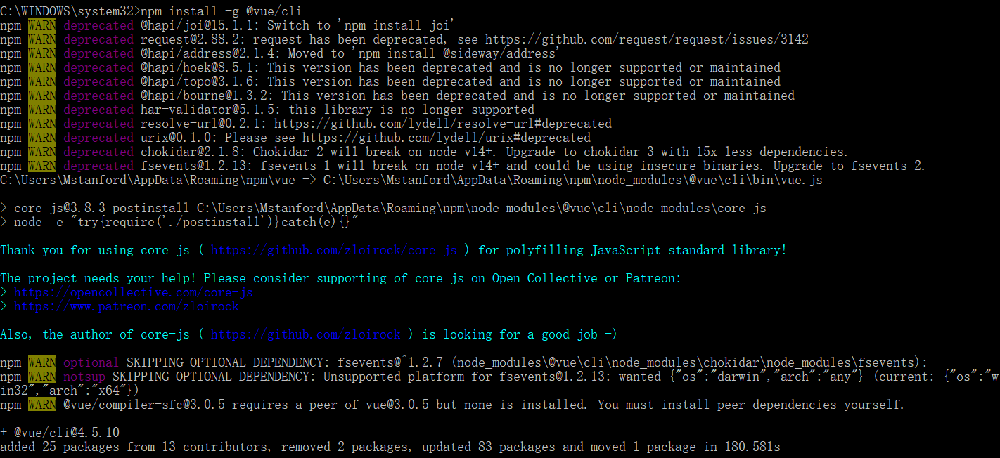 C:\WINDOWS\system32>npm install -g @vue/cli
npm WARN deprecated @hapi/joi@15.1.1: Switch to 'npm install joi'
npm WARN deprecated request@2.88.2: request has been deprecated, see https://github.com/request/request/issues/3142
npm WARN deprecated @hapi/address@2.1.4: Moved to 'npm install @sideway/address'
npm WARN deprecated @hapi/hoek@8.5.1: This version has been deprecated and is no longer supported or maintained
npm WARN deprecated @hapi/topo@3.1.6: This version has been deprecated and is no longer supported or maintained
npm WARN deprecated @hapi/bourne@1.3.2: This version has been deprecated and is no longer supported or maintained
npm WARN deprecated har-validator@5.1.5: this library is no longer supported
npm WARN deprecated resolve-url@0.2.1: https://github.com/lydell/resolve-url#deprecated
npm WARN deprecated urix@0.1.0: Please see https://github.com/lydell/urix#deprecated
npm WARN deprecated chokidar@2.1.8: Chokidar 2 will break on node v14+. Upgrade to chokidar 3 with 15x less dependencies.
npm WARN deprecated fsevents@1.2.13: fsevents 1 will break on node v14+ and could be using insecure binaries. Upgrade to fsevents 2.
C:\Users\Mstanford\AppData\Roaming\npm\vue -> C:\Users\Mstanford\AppData\Roaming\npm\node_modules\@vue\cli\bin\vue.js
> core-js@3.8.3 postinstall C:\Users\Mstanford\AppData\Roaming\npm\node_modules\@vue\cli\node_modules\core-js
> node -e "try{require('./postinstall')}catch(e){}"
Thank you for using core-js ( https://github.com/zloirock/core-js ) for polyfilling JavaScript standard library!
The project needs your help! Please consider supporting of core-js on Open Collective or Patreon:
> https://opencollective.com/core-js
> https://www.patreon.com/zloirock
Also, the author of core-js ( https://github.com/zloirock ) is looking for a good job -)
npm WARN optional SKIPPING OPTIONAL DEPENDENCY: fsevents@^1.2.7 (node_modules\@vue\cli\node_modules\chokidar\node_modules\fsevents):
npm WARN notsup SKIPPING OPTIONAL DEPENDENCY: Unsupported platform for fsevents@1.2.13: wanted {"os":"darwin","arch":"any"} (current: {"os":"w
in32","arch":"x64"})
npm WARN @vue/compiler-sfc@3.0.5 requires a peer of vue@3.0.5 but none is installed. You must install peer dependencies yourself.
+ @vue/cli@4.5.10
added 25 packages from 13 contributors, removed 2 packages, updated 83 packages and moved 1 package in 180.581s